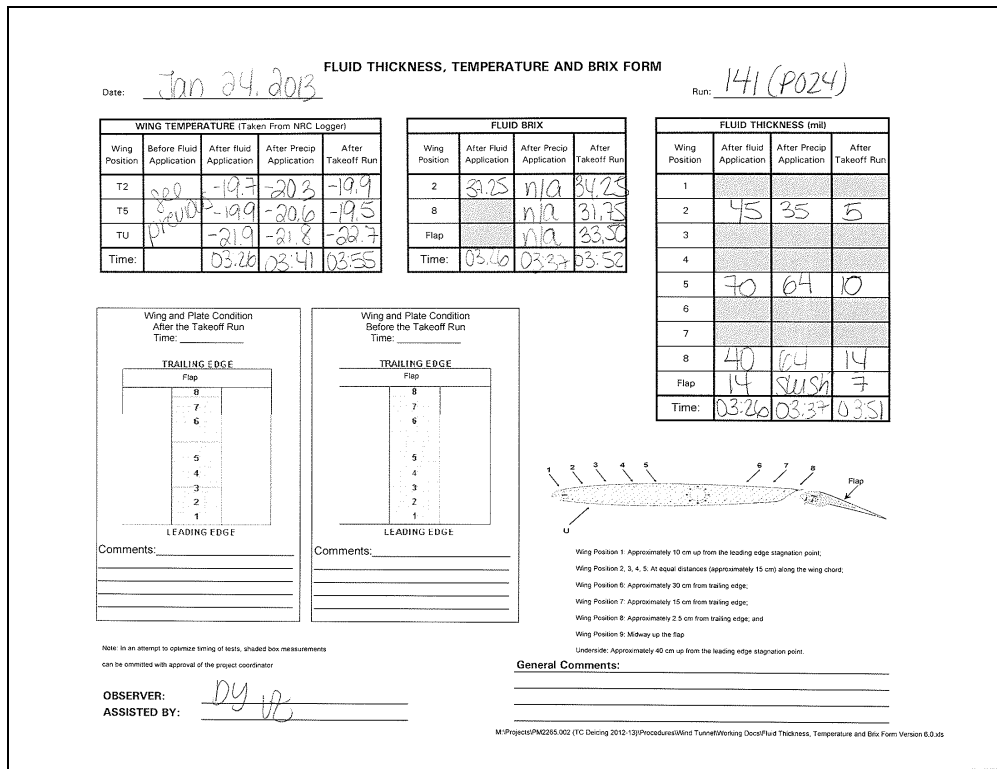 FLUID THICKNESS, TEMPERATURE AND BRIX FORM
Date: Jan 24, 2013
Run: 141 (P024)
WING TEMPERATURE (Taken From NRC Logger)
Wing Position Before Fluid Application After fluid Application After Precip Application After Takeoff Run
T2 -19.7 -20.3 -19.9
T5 -19.9 -20.6 -19.5
TU -21.9 -21.8 -22.7
previous
Time: 03:26 03:41 03:55
FLUID BRIX
Wing Position After Fluid Application After Precip Application After Takeoff Run
2 37.25 n/a 34.25
8 n/a 31.75
Flap n/a 33.50
Time: 03:26 03:37 03:52
FLUID THICKNESS (mil)
Wing Position After fluid Application After Precip Application After Takeoff Run
1
2 45 35 5
3
4
5 70 64 10
6
7
8 40 64 14
Flap 14 slush 7
Time: 03:26 03:37 03:51
Wing and Plate Condition
After the Takeoff Run
Time:
TRAILING EDGE
Flap
8
7
6
5
4
3
2
1
LEADING EDGE
Comments:
Wing and Plate Condition
Before the Takeoff Run
Time:
TRAILING EDGE
Flap
8
7
6
5
4
3
2
1
LEADING EDGE
Comments:
1 2 3 4 5 6 7 8
Flap
U
Wing Position 1: Approximately 10 cm up from the leading edge stagnation point;
Wing Position 2, 3, 4, 5: At equal distances (approximately 15 cm) along the wing chord;
Wing Position 6: Approximately 30 cm from trailing edge;
Wing Position 7: Approximately 15 cm from trailing edge;
Wing Position 8: Approximately 2.5 cm from trailing edge; and
Wing Position 9: Midway up the flap
Underside: Approximately 40 cm up from the leading edge stagnation point.
Note: In an attempt to optimize timing of tests, shaded box measurements
can be ommitted with approval of the project coordinator
General Comments:
OBSERVER: DY
ASSISTED BY:
M:\Projects\PM2265.002 (TC Deicing 2012-13)\Procedures\Wind Tunnel\Working Docs\Fluid Thickness, Temperature and Brix Form Version 6.0.xls